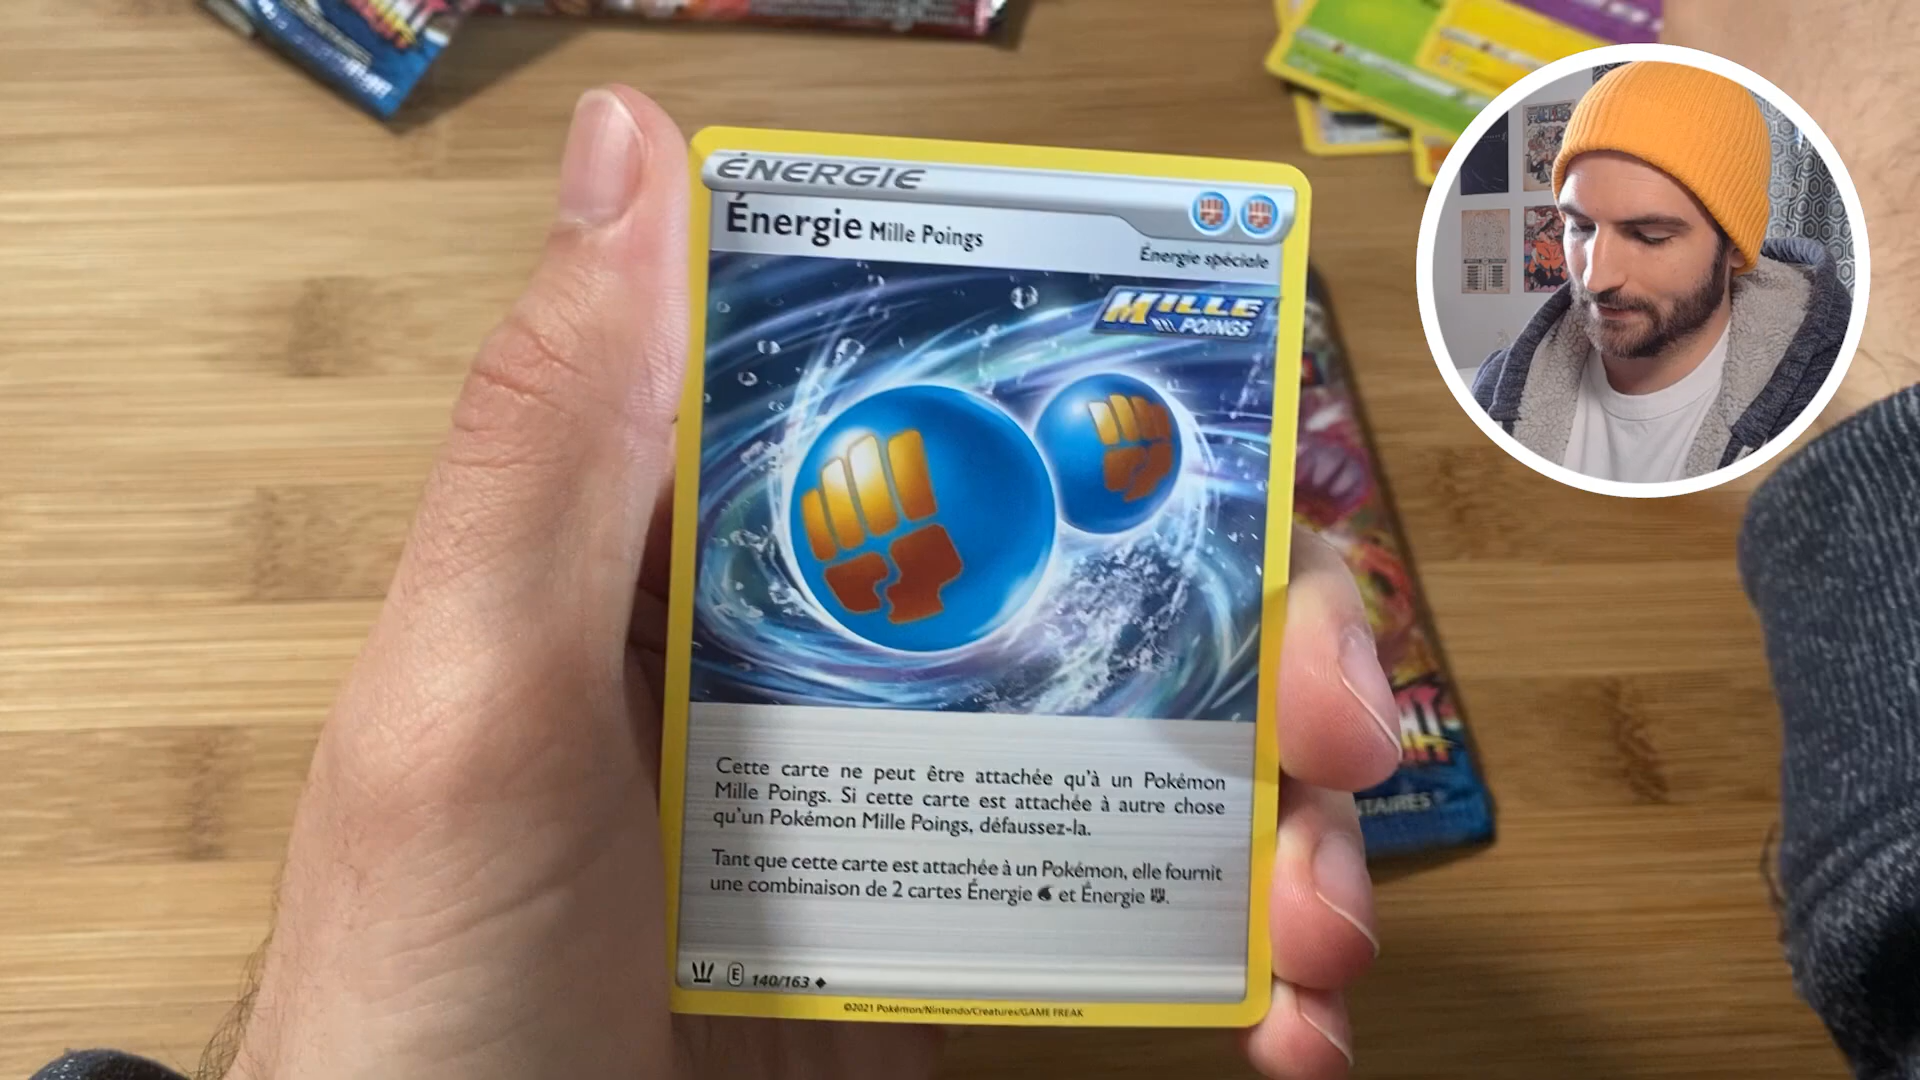 ÉNERGIE
Énergie Mille Poings
Énergie spéciale
MILLE
POINGS
Cette carte ne peut être attachée qu'à un Pokémon
Mille Poings. Si cette carte est attachée à autre chose
qu'un Pokémon Mille Poings, défaussez-la.
Tant que cette carte est attachée à un Pokémon, elle fournit
une combinaison de 2 cartes Énergie et Énergie .
E 140/163
©2021 Pokémon/Nintendo/Creatures/GAME FREAK